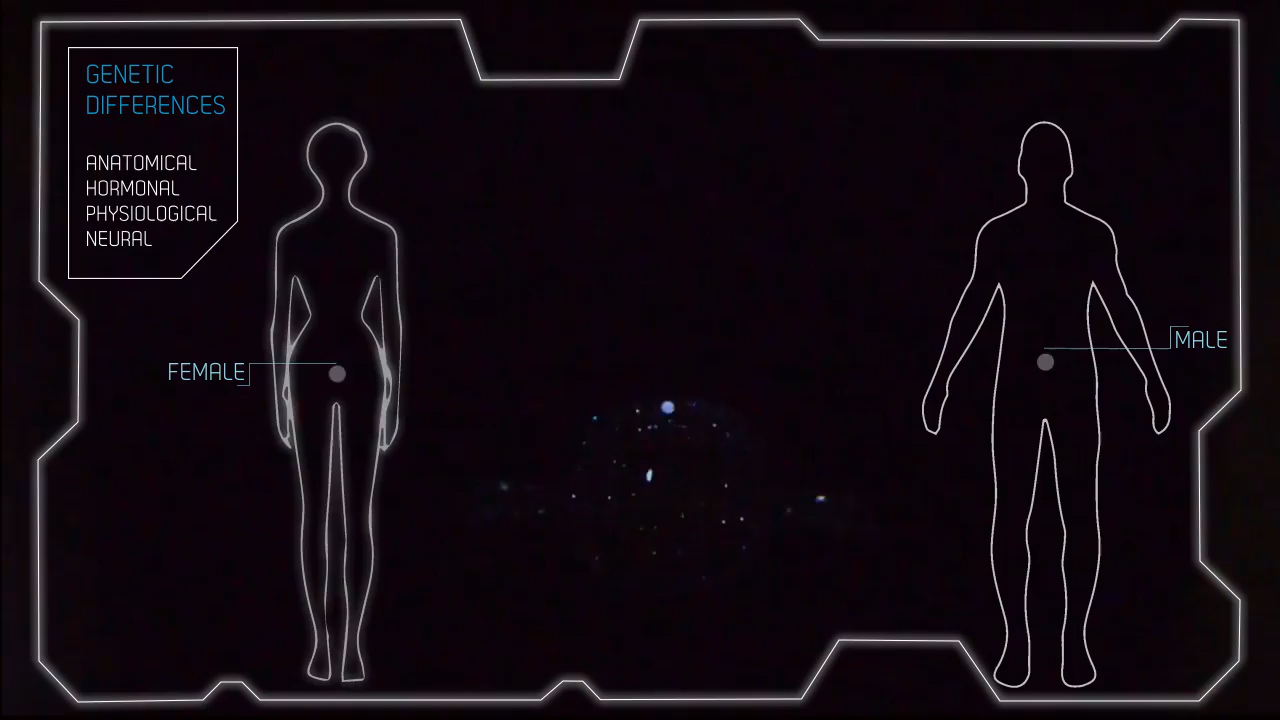 GENETIC
DIFFERENCES
ANATOMICAL
HORMONAL
PHYSIOLOGICAL
NEURAL
FEMALE
MALE